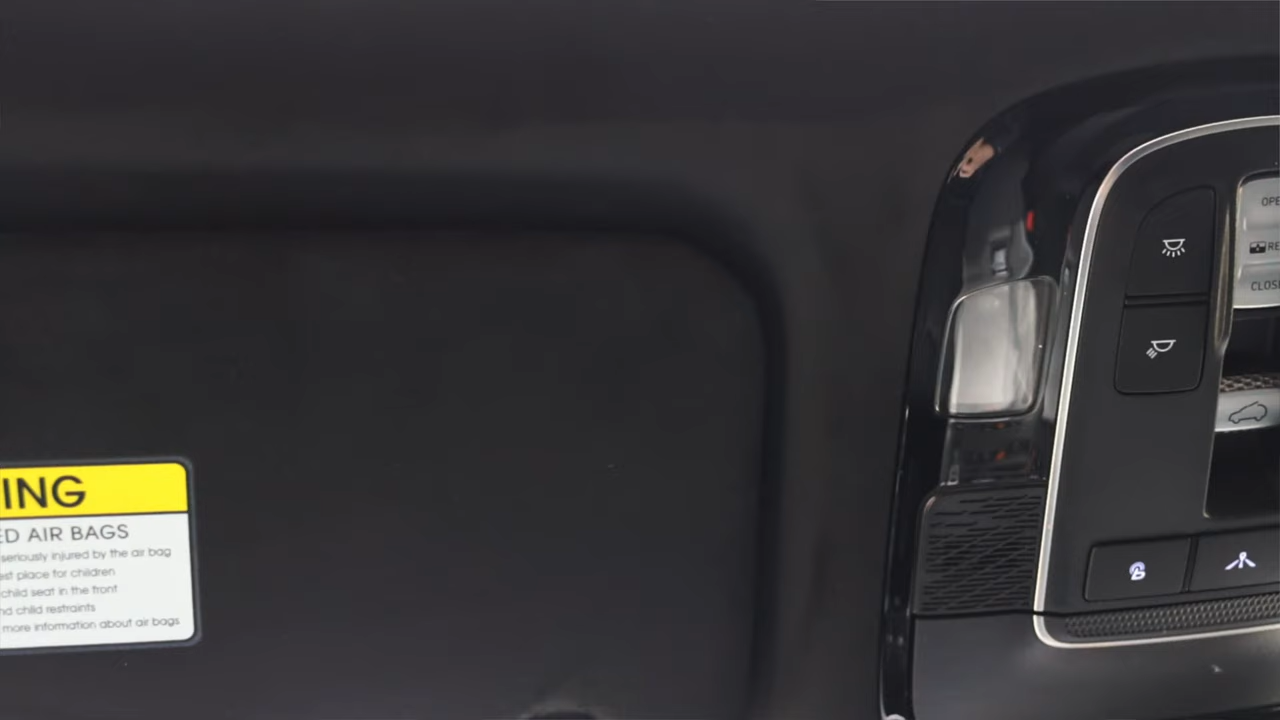 ING
ED AIR BAGS
seriously injured by the air bag
est place for children
child seat in the front
nd child restraints
more information about air bags
OPE
RE
CLOS